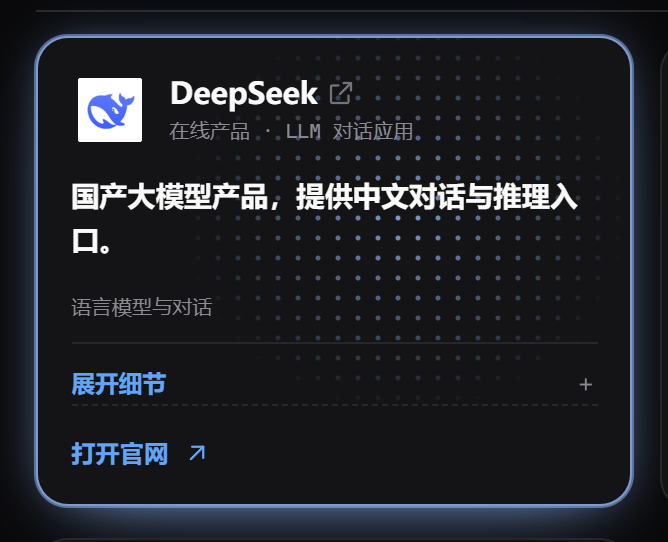 DeepSeek
在线产品 · LLM 对话应用
国产大模型产品，提供中文对话与推理入
口。
语言模型与对话
展开细节 +
打开官网